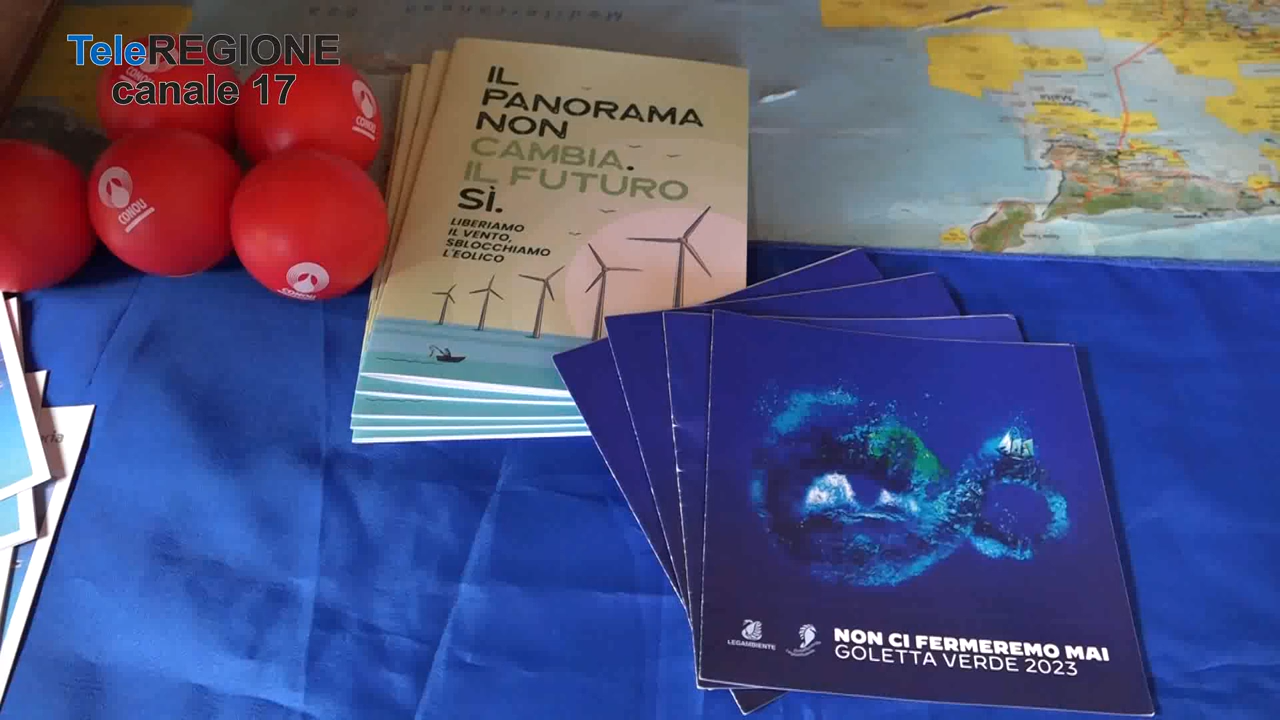 TeleREGIONE
canale 17
CONOU
CONOU
IL
PANORAMA
NON
CAMBIA.
IL FUTURO
SÌ.
LIBERIAMO
IL VENTO,
SBLOCCHIAMO
L'EOLICO
LEGAMBIENTE
NON CI FERMEREMO MAI
GOLETTA VERDE 2023